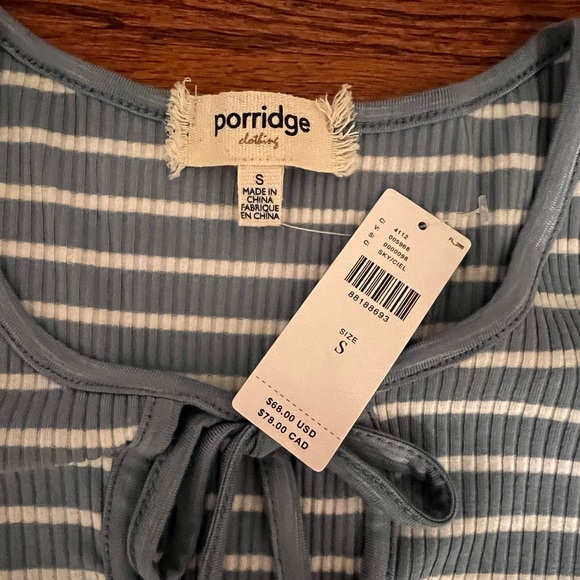 porridge
clothing
S
MADE IN
CHINA
FABRIQUE
EN CHINA
C: 4112
V: 005968
S: 0000098
C: SKY/CIEL
86188693
SIZE
S
$68.00 USD
$78.00 CAD